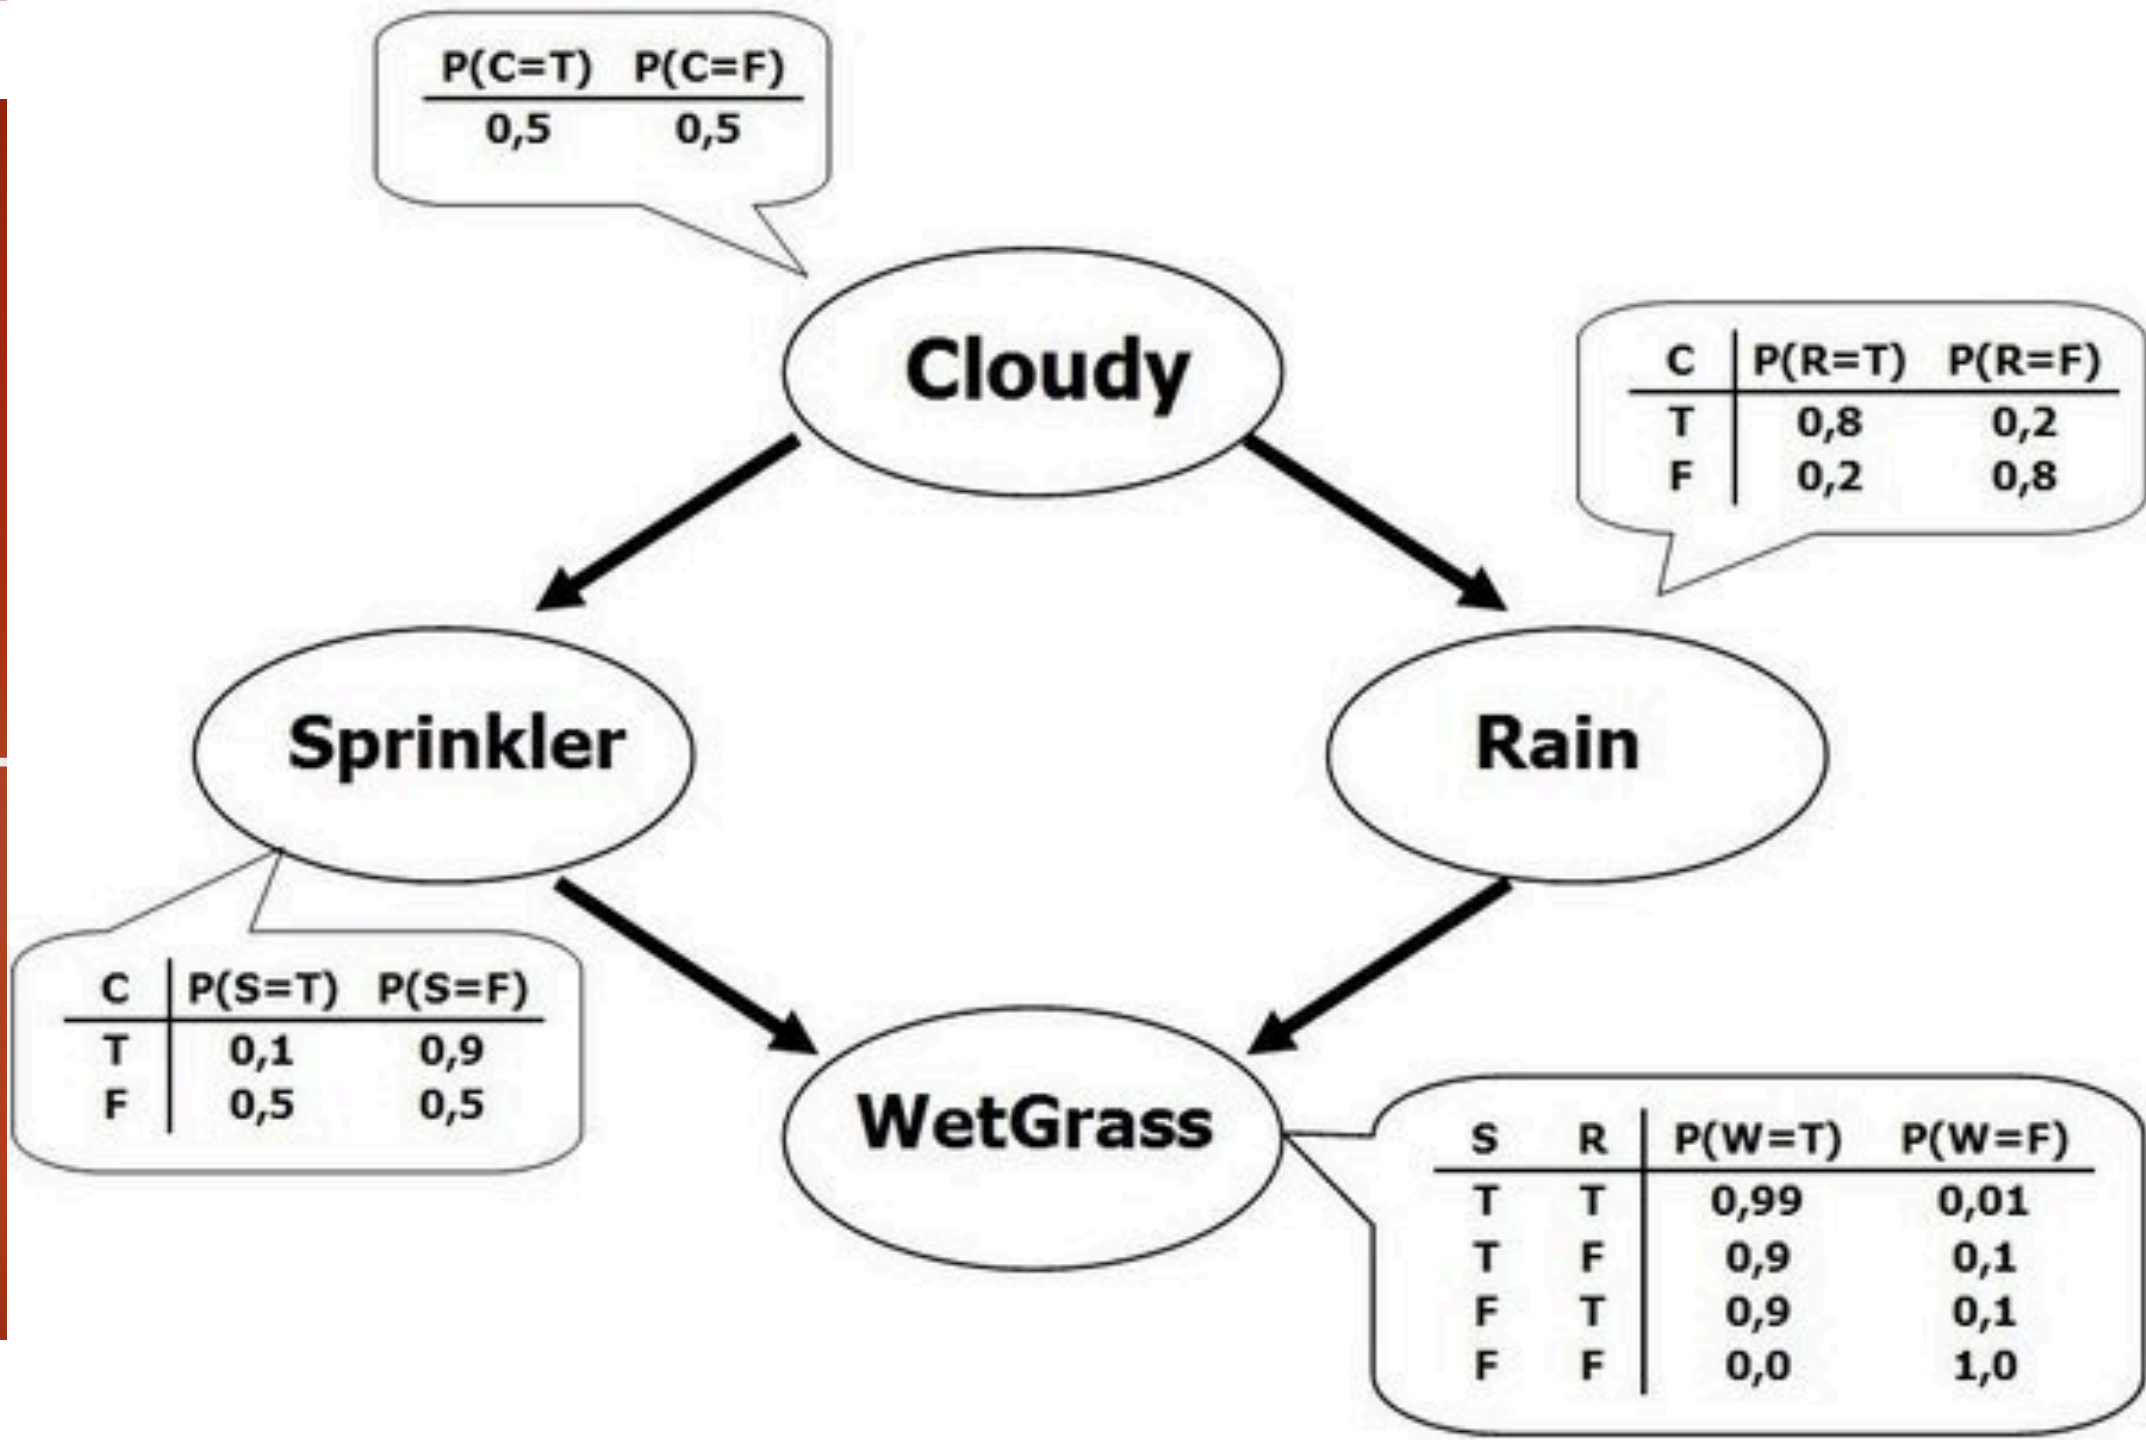 P(C=T) P(C=F)
0,5 0,5
Cloudy
C P(R=T) P(R=F)
T 0,8 0,2
F 0,2 0,8
Sprinkler
Rain
C P(S=T) P(S=F)
T 0,1 0,9
F 0,5 0,5
WetGrass
S R P(W=T) P(W=F)
T T 0,99 0,01
T F 0,9 0,1
F T 0,9 0,1
F F 0,0 1,0